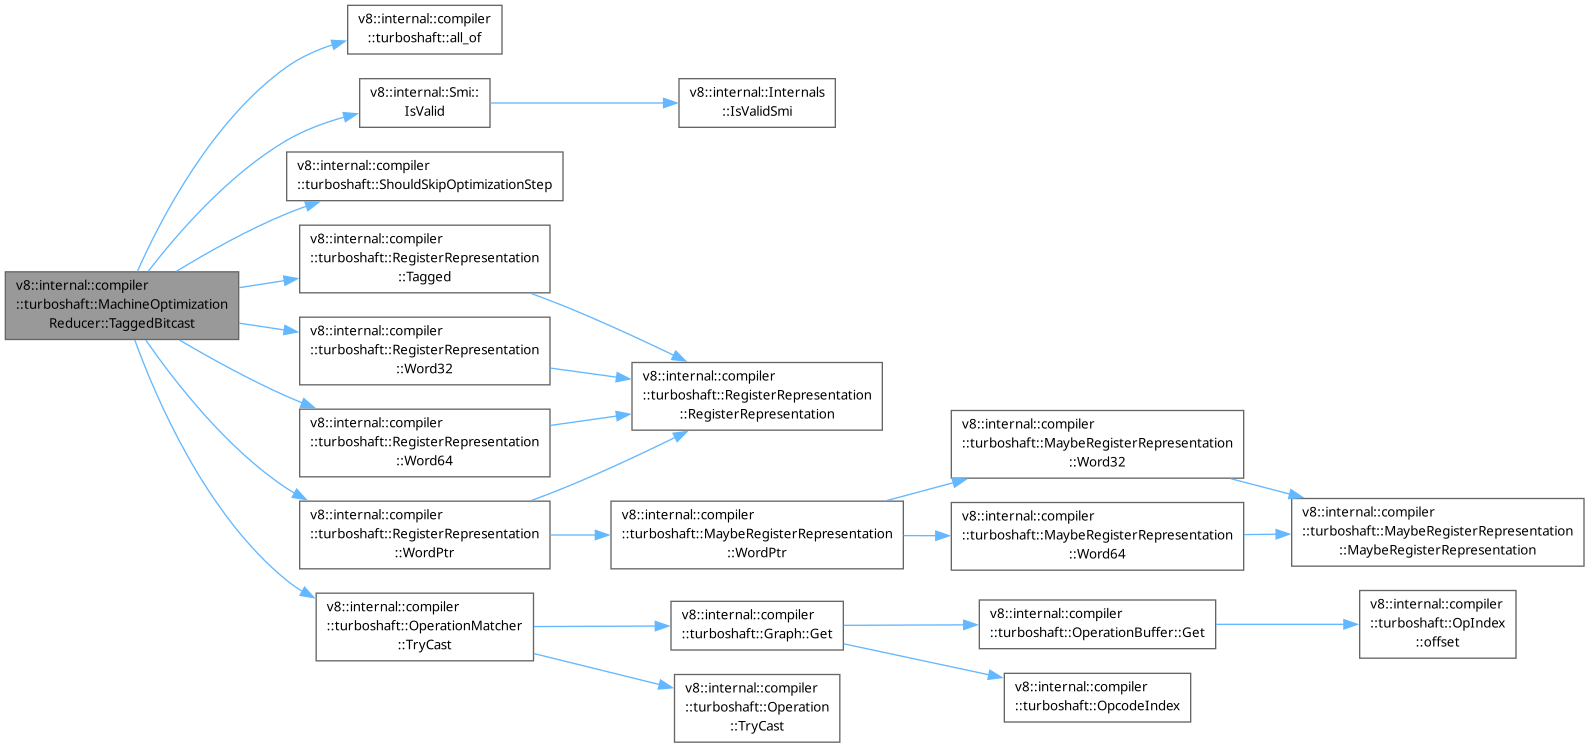 v8::internal::compiler
::turboshaft::all_of
v8::internal::Smi::
IsValid
v8::internal::Internals
::IsValidSmi
v8::internal::compiler
::turboshaft::ShouldSkipOptimizationStep
v8::internal::compiler
::turboshaft::RegisterRepresentation
::Tagged
v8::internal::compiler
::turboshaft::MachineOptimization
Reducer::TaggedBitcast
v8::internal::compiler
::turboshaft::RegisterRepresentation
::Word32
v8::internal::compiler
::turboshaft::RegisterRepresentation
::RegisterRepresentation
v8::internal::compiler
::turboshaft::RegisterRepresentation
::Word64
v8::internal::compiler
::turboshaft::MaybeRegisterRepresentation
::Word32
v8::internal::compiler
::turboshaft::RegisterRepresentation
::WordPtr
v8::internal::compiler
::turboshaft::MaybeRegisterRepresentation
::WordPtr
v8::internal::compiler
::turboshaft::MaybeRegisterRepresentation
::Word64
v8::internal::compiler
::turboshaft::MaybeRegisterRepresentation
::MaybeRegisterRepresentation
v8::internal::compiler
::turboshaft::OperationMatcher
::TryCast
v8::internal::compiler
::turboshaft::Graph::Get
v8::internal::compiler
::turboshaft::OperationBuffer::Get
v8::internal::compiler
::turboshaft::OpIndex
::offset
v8::internal::compiler
::turboshaft::Operation
::TryCast
v8::internal::compiler
::turboshaft::OpcodeIndex